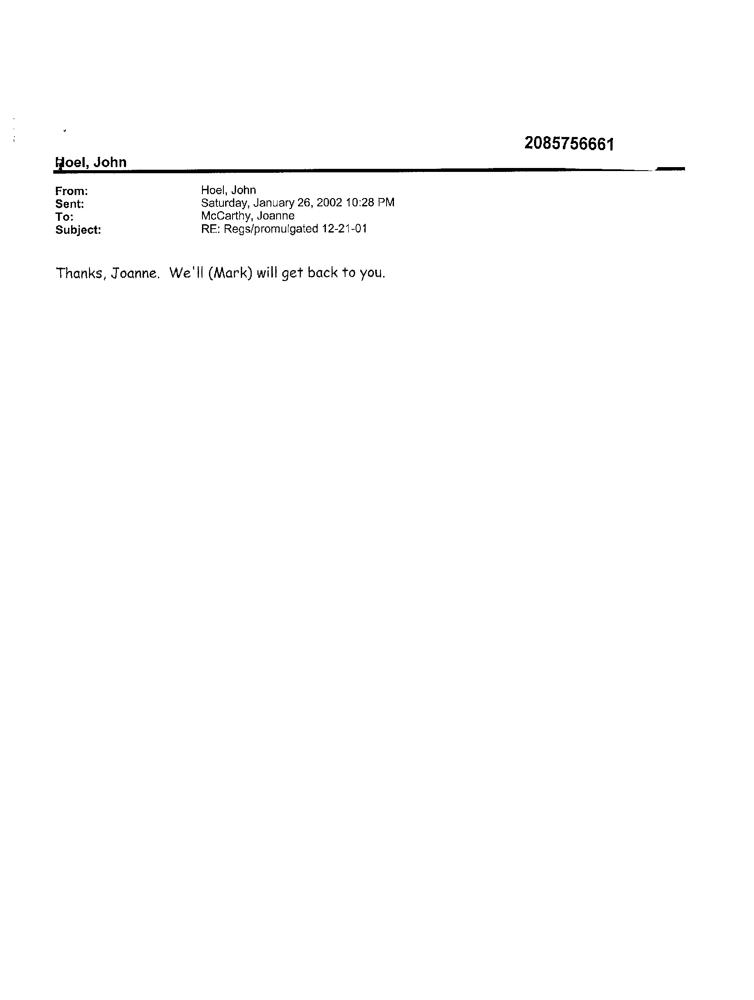 2085756661
Hoel, John
From: Hoel, John
Sent: Saturday, January 26, 2002 10:28 PM
To: McCarthy, Joanne
Subject: RE: Regs/promulgated 12-21-01
Thanks, Joanne. We'll (Mark) will get back to you.